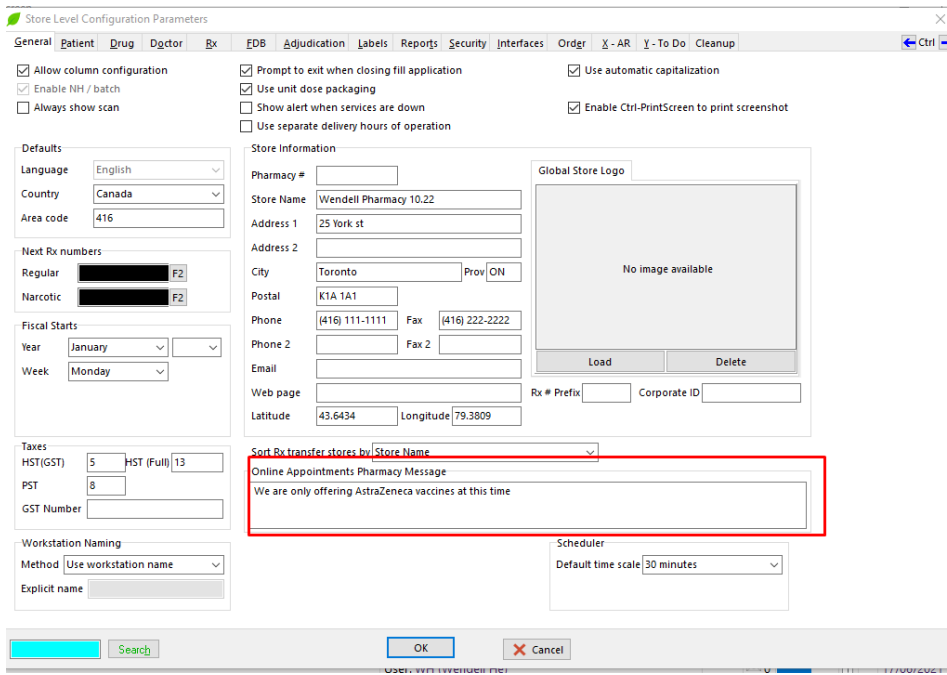 Store Level Configuration Parameters
General Patient Drug Doctor Rx FDB Adjudication Labels Reports Security Interfaces Order X - AR Y - To Do Cleanup Ctrl
Allow column configuration
Enable NH / batch
Always show scan
Prompt to exit when closing fill application
Use unit dose packaging
Show alert when services are down
Use separate delivery hours of operation
Use automatic capitalization
Enable Ctrl-PrintScreen to print screenshot
Defaults
Language English
Country Canada
Area code 416
Next Rx numbers
Regular F2
Narcotic F2
Fiscal Starts
Year January
Week Monday
Taxes
HST(GST) 5 HST (Full) 13
PST 8
GST Number
Workstation Naming
Method Use workstation name
Explicit name
Store Information
Pharmacy #
Store Name Wendell Pharmacy 10.22
Address 1 25 York st
Address 2
City Toronto Prov ON
Postal K1A 1A1
Phone (416) 111-1111 Fax (416) 222-2222
Phone 2 Fax 2
Email
Web page
Latitude 43.6434 Longitude 79.3809
Global Store Logo
No image available
Load Delete
Rx # Prefix Corporate ID
Sort Rx transfer stores by Store Name
Online Appointments Pharmacy Message
We are only offering AstraZeneca vaccines at this time
Scheduler
Default time scale 30 minutes
Search OK Cancel